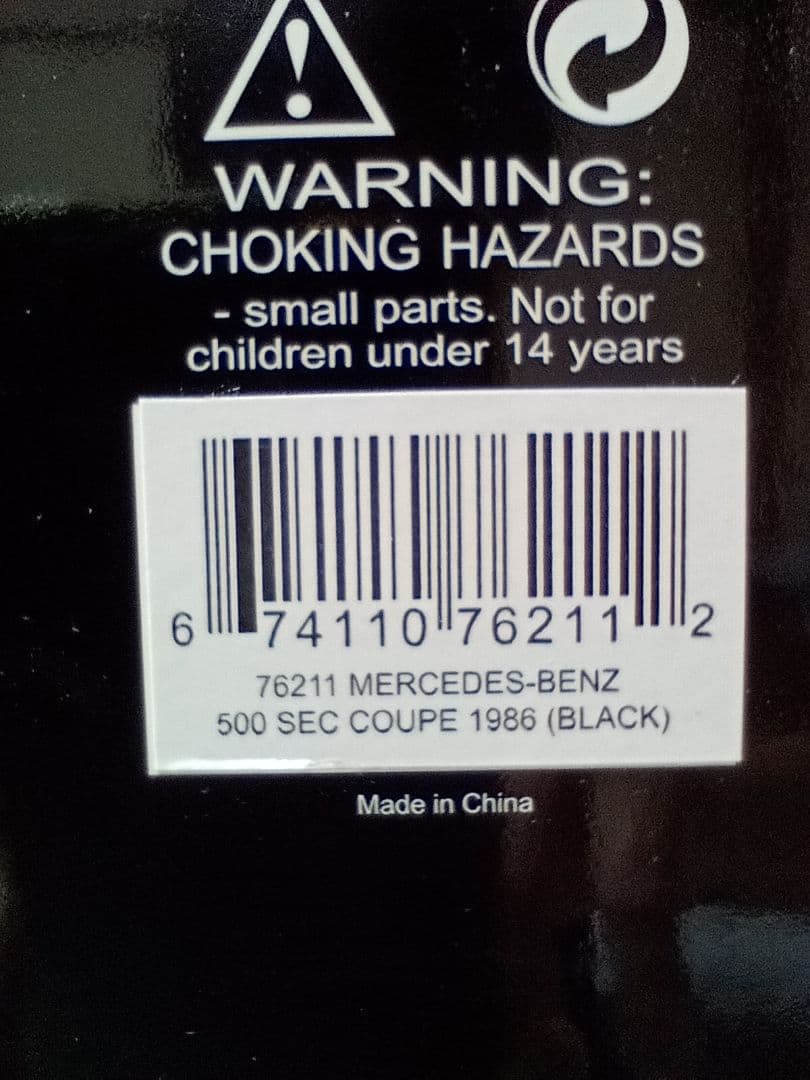 WARNING:
CHOKING HAZARDS
- small parts. Not for
children under 14 years
6 74110 76211 2
76211 MERCEDES-BENZ
500 SEC COUPE 1986 (BLACK)
Made in China